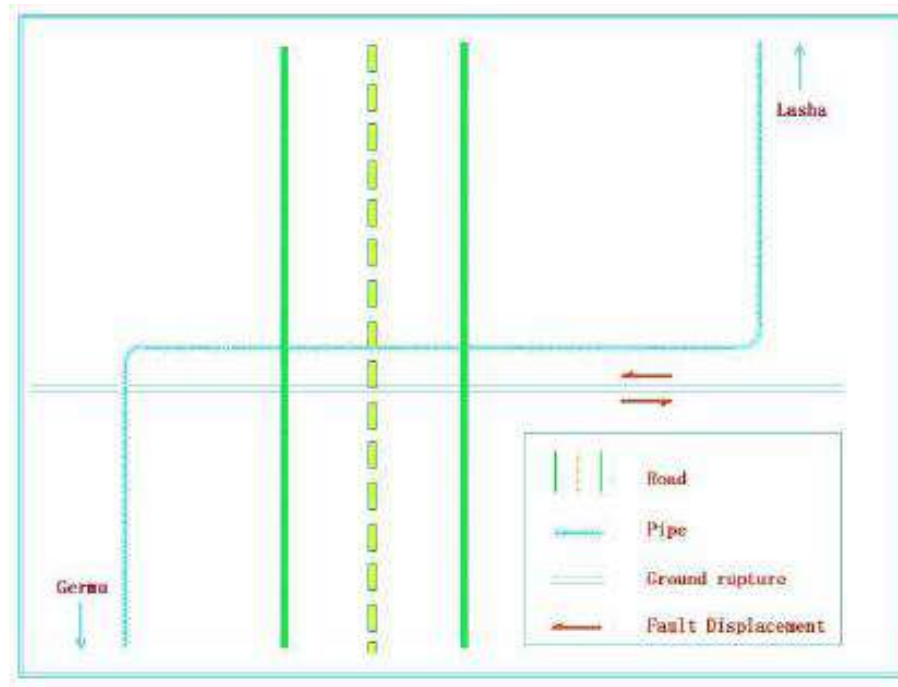 Lasha
Road
Pipe
Germu
Ground rupture
Fault Displacement